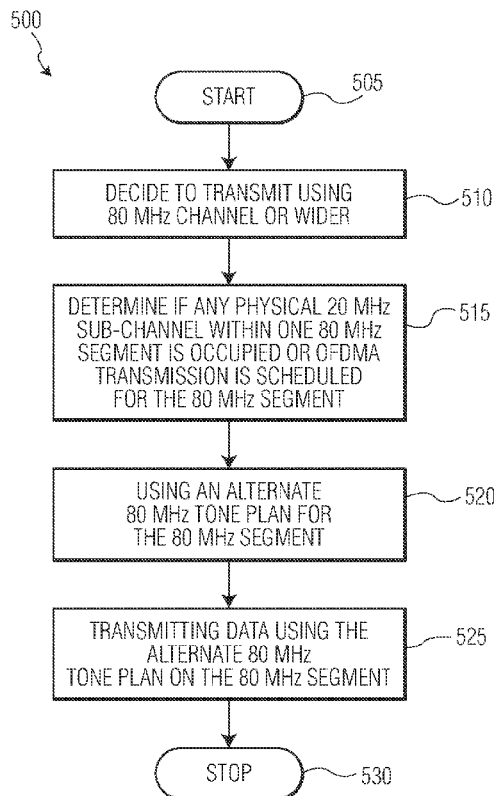 500
START
505
DECIDE TO TRANSMIT USING
80 MHz CHANNEL OR WIDER
510
DETERMINE IF ANY PHYSICAL 20 MHz
SUB-CHANNEL WITHIN ONE 80 MHz
SEGMENT IS OCCUPIED OR OFDMA
TRANSMISSION IS SCHEDULED
FOR THE 80 MHz SEGMENT
515
USING AN ALTERNATE
80 MHz TONE PLAN FOR
THE 80 MHz SEGMENT
520
TRANSMITTING DATA USING THE
ALTERNATE 80 MHz
TONE PLAN ON THE 80 MHz SEGMENT
525
STOP
530